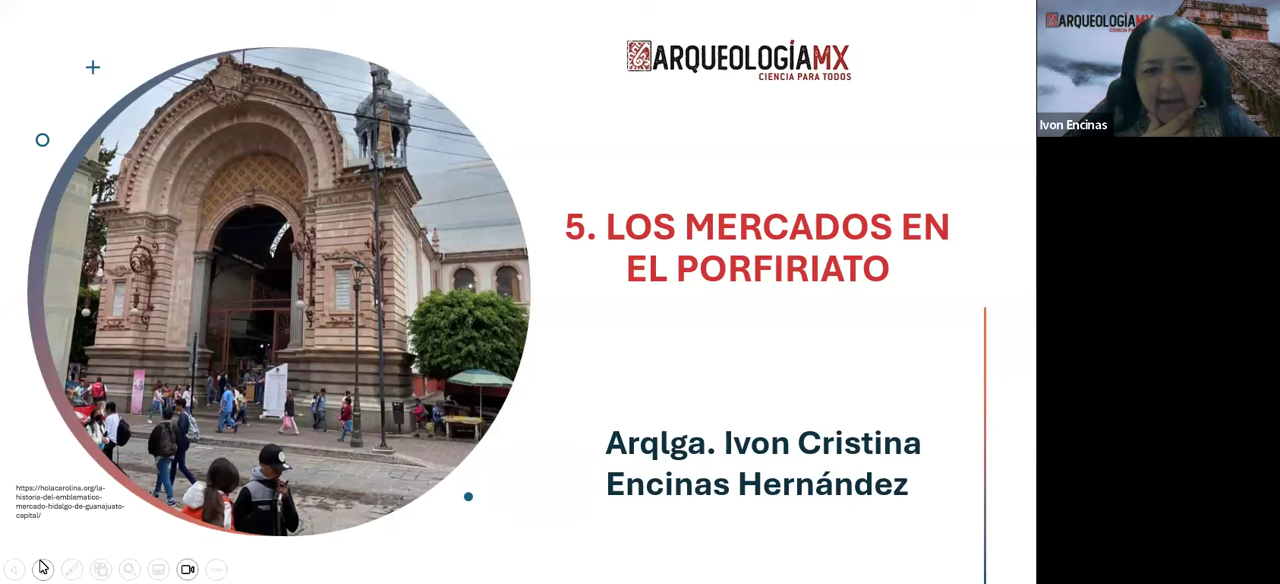 ARQUEOLOGÍAMX
CIENCIA PARA TODOS
5. LOS MERCADOS EN
EL PORFIRIATO
Arqlga. Ivon Cristina
Encinas Hernández
https://holacarolina.org/la-
historia-del-emblematico-
mercado-hidalgo-de-guanajuato-
capital/
ARQUEOLOGÍAMX
Ivon Encinas